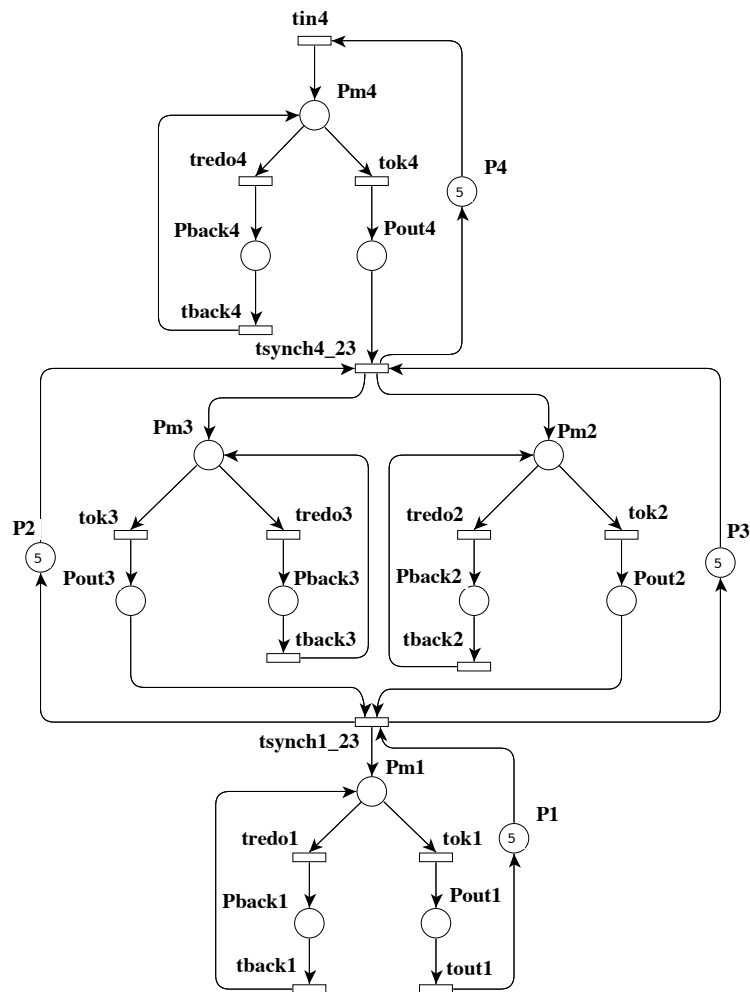 tin4
Pm4
tredo4 tok4 P4
5
Pback4 Pout4
tback4
tsynch4_23
Pm3 Pm2
tok3 tredo3 tredo2 tok2
P2 P3
5 5
Pout3 Pback3 Pback2 Pout2
tback3 tback2
tsynch1_23
Pm1
P1
tredo1 tok1
5
Pback1 Pout1
tback1 tout1